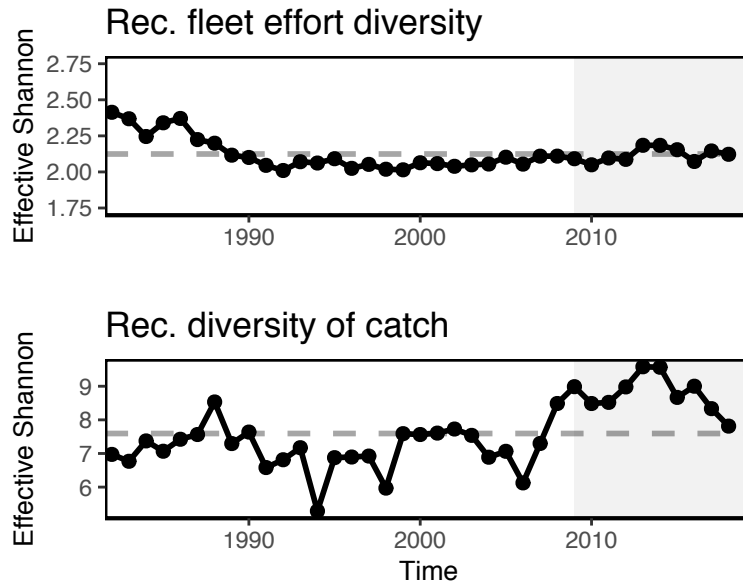 Rec. fleet effort diversity
Effective Shannon
2.75
2.50
2.25
2.00
1.75
1990 2000 2010
Rec. diversity of catch
Effective Shannon
9
8
7
6
1990 2000 2010
Time